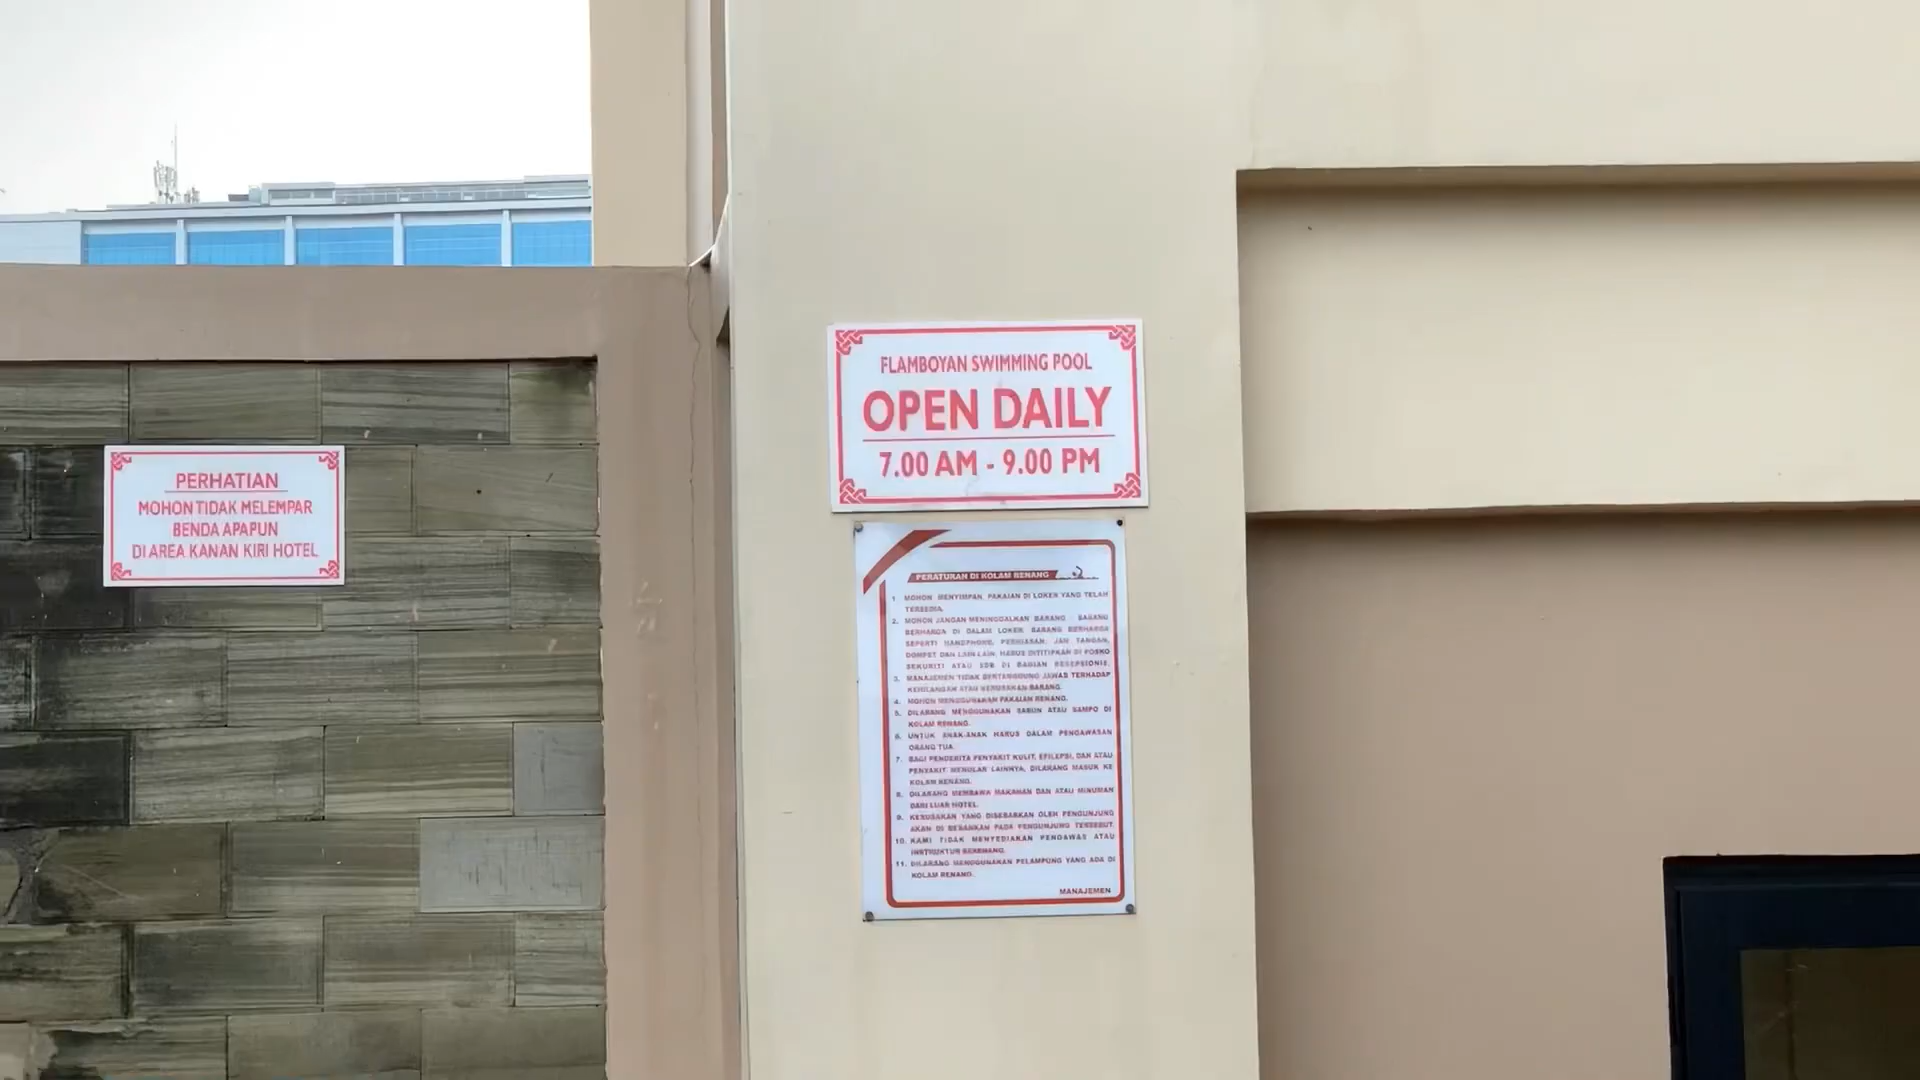 PERHATIAN
MOHON TIDAK MELEMPAR
BENDA APAPUN
DI AREA KANAN KIRI HOTEL
FLAMBOYAN SWIMMING POOL
OPEN DAILY
7.00 AM - 9.00 PM
PERATURAN DI KOLAM RENANG
1. MOHON MENYIMPAN PAKAIAN DI LOKER YANG TELAH
TERSEDIA.
2. MOHON JANGAN MENINGGALKAN BARANG - BARANG
BERHARGA DI DALAM LOKER. BARANG BERHARGA
SEPERTI HANDPHONE, PERHIASAN, JAM TANGAN,
DOMPET DAN LAIN-LAIN, HARUS DITITIPKAN DI POSKO
SEKURITI ATAU SDB DI BAGIAN RESEPSIONIS.
3. MANAJEMEN TIDAK BERTANGGUNG JAWAB TERHADAP
KEHILANGAN ATAU KERUSAKAN BARANG.
4. MOHON MENGGUNAKAN PAKAIAN RENANG.
5. DILARANG MENGGUNAKAN SABUN ATAU SAMPO DI
KOLAM RENANG.
6. UNTUK ANAK-ANAK HARUS DALAM PENGAWASAN
ORANG TUA.
7. BAGI PENDERITA PENYAKIT KULIT, EPILEPSI, DAN ATAU
PENYAKIT MENULAR LAINNYA, DILARANG MASUK KE
KOLAM RENANG.
8. DILARANG MEMBAWA MAKANAN DAN ATAU MINUMAN
DARI LUAR HOTEL.
9. KERUSAKAN YANG DISEBABKAN OLEH PENGUNJUNG
AKAN DI BEBANKAN PADA PENGUNJUNG TERSEBUT.
10. KAMI TIDAK MENYEDIAKAN PENGAWAS ATAU
INSTRUKTUR BERENANG.
11. DILARANG MENGGUNAKAN PELAMPUNG YANG ADA DI
KOLAM RENANG.
MANAJEMEN